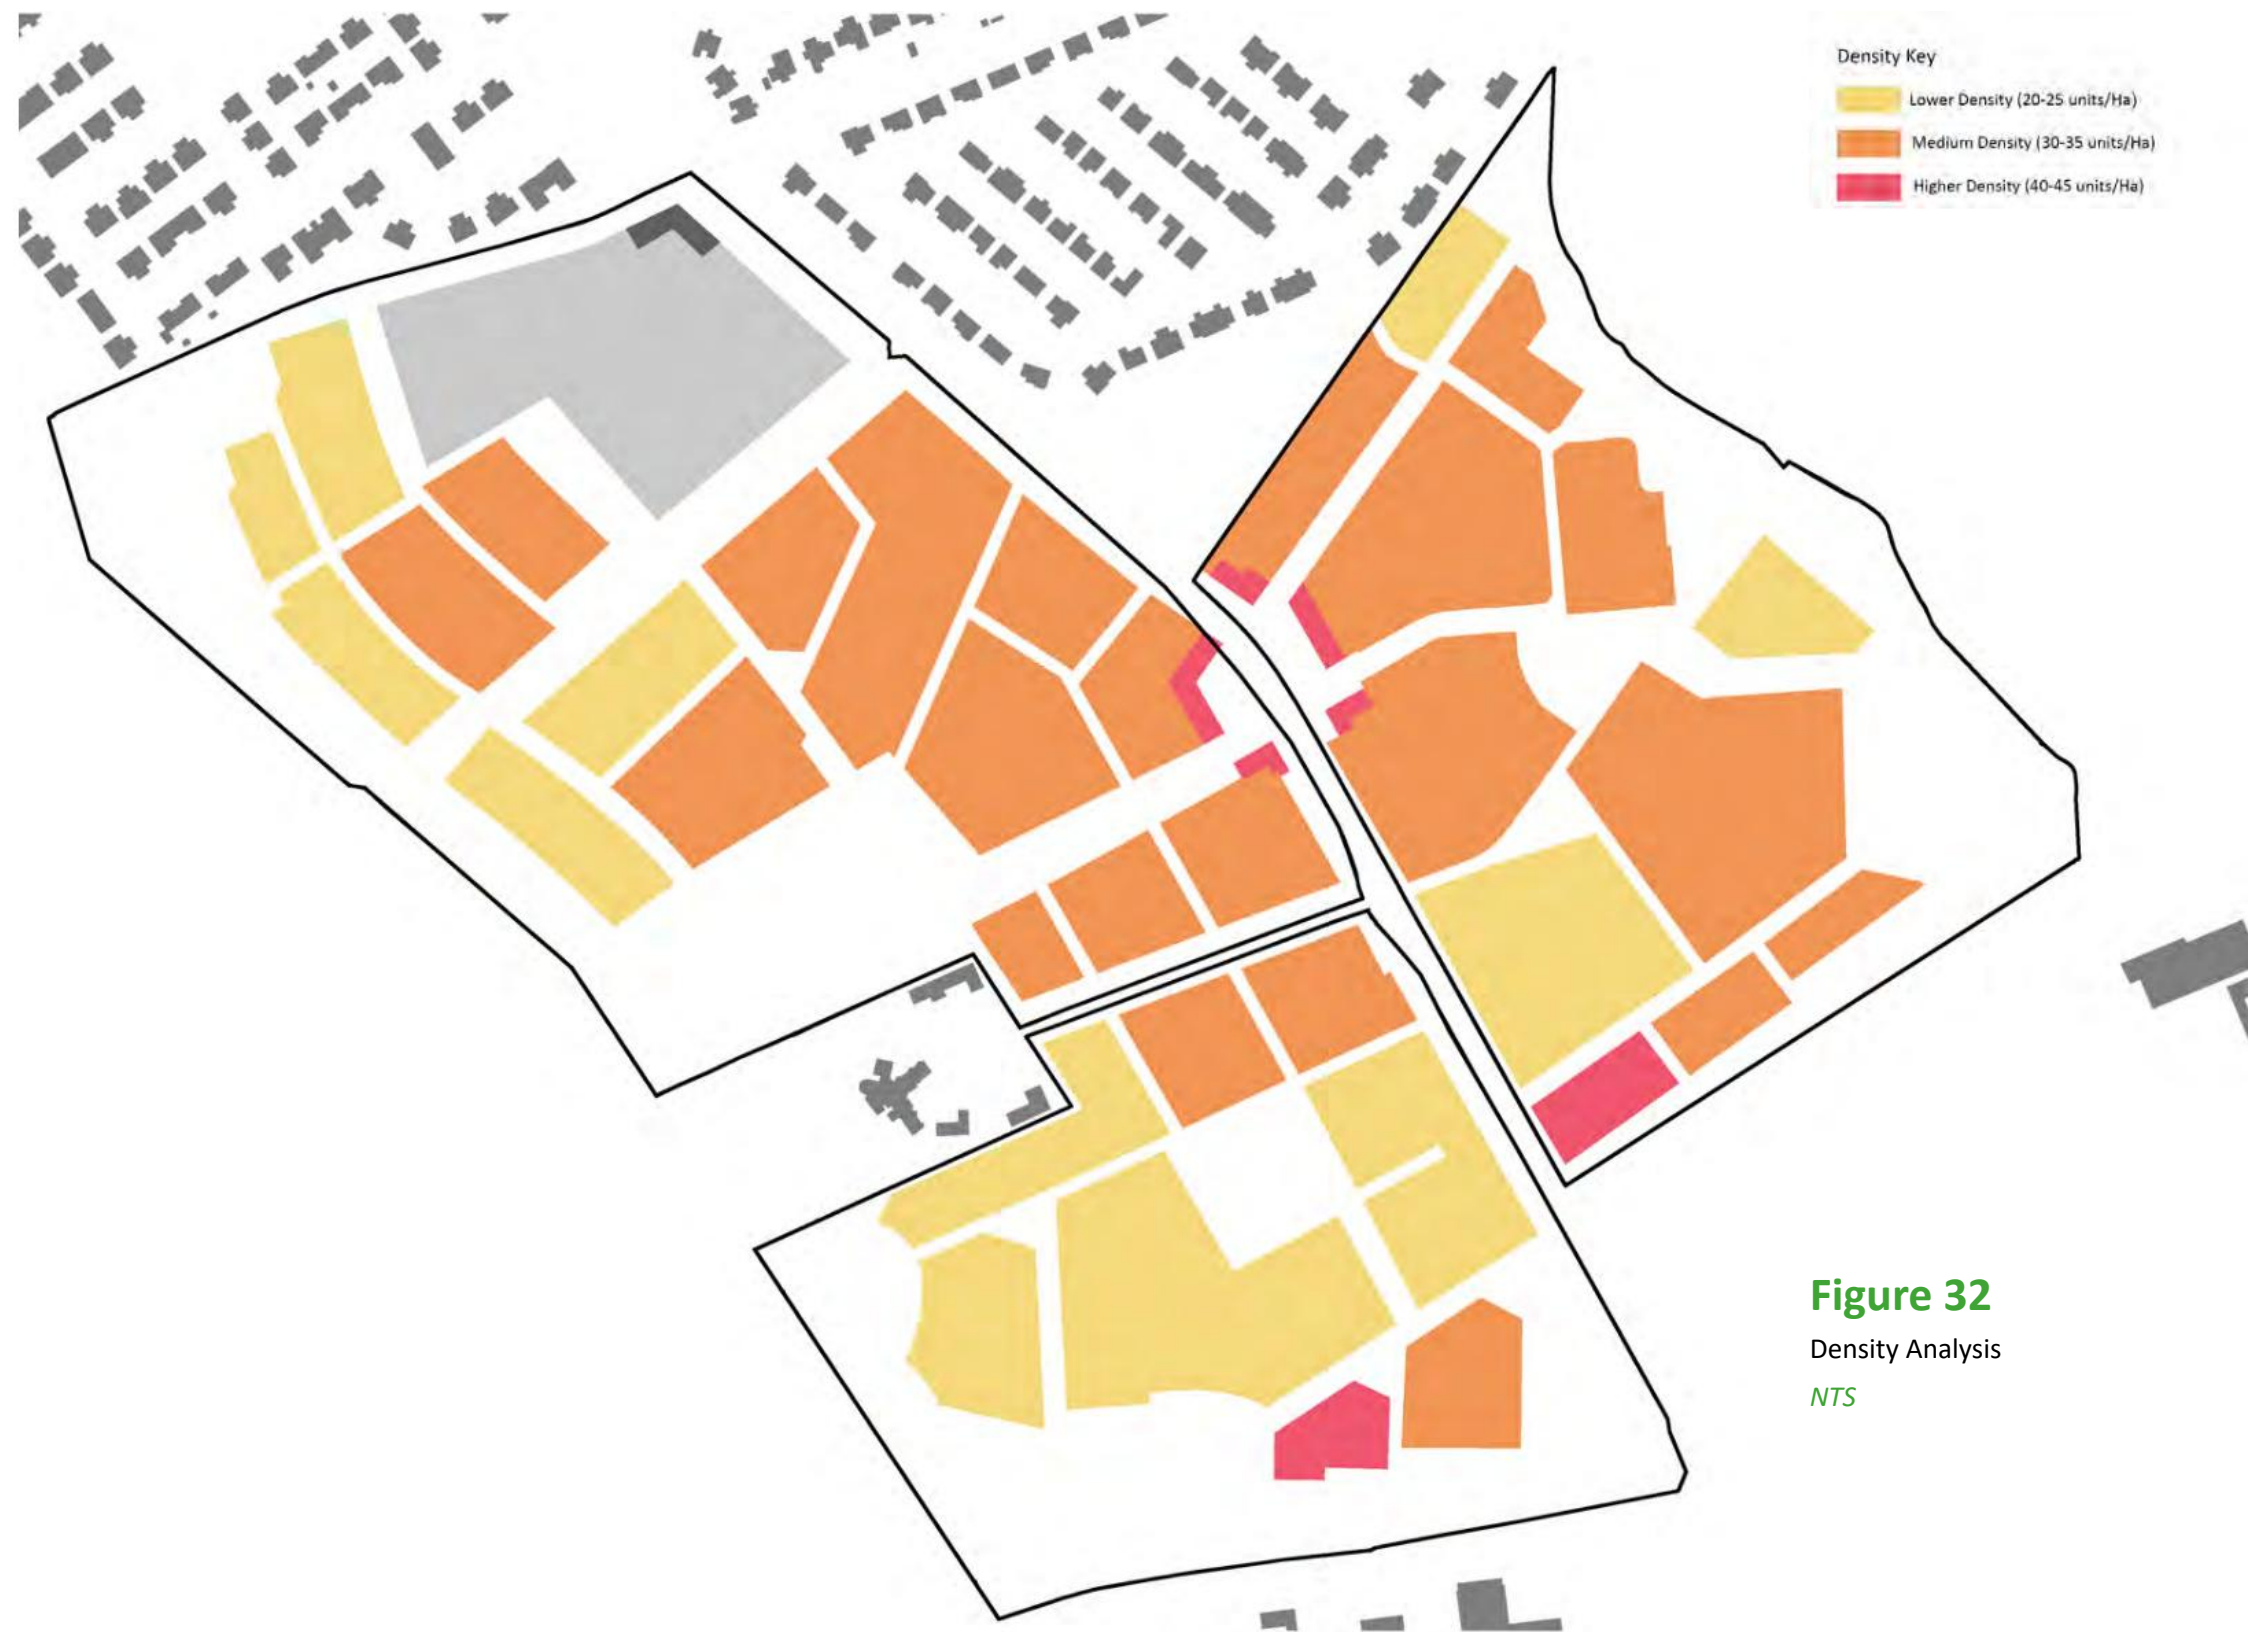 Density Key
Lower Density (20-25 units/Ha)
Medium Density (30-35 units/Ha)
Higher Density (40-45 units/Ha)
Figure 32
Density Analysis
NTS